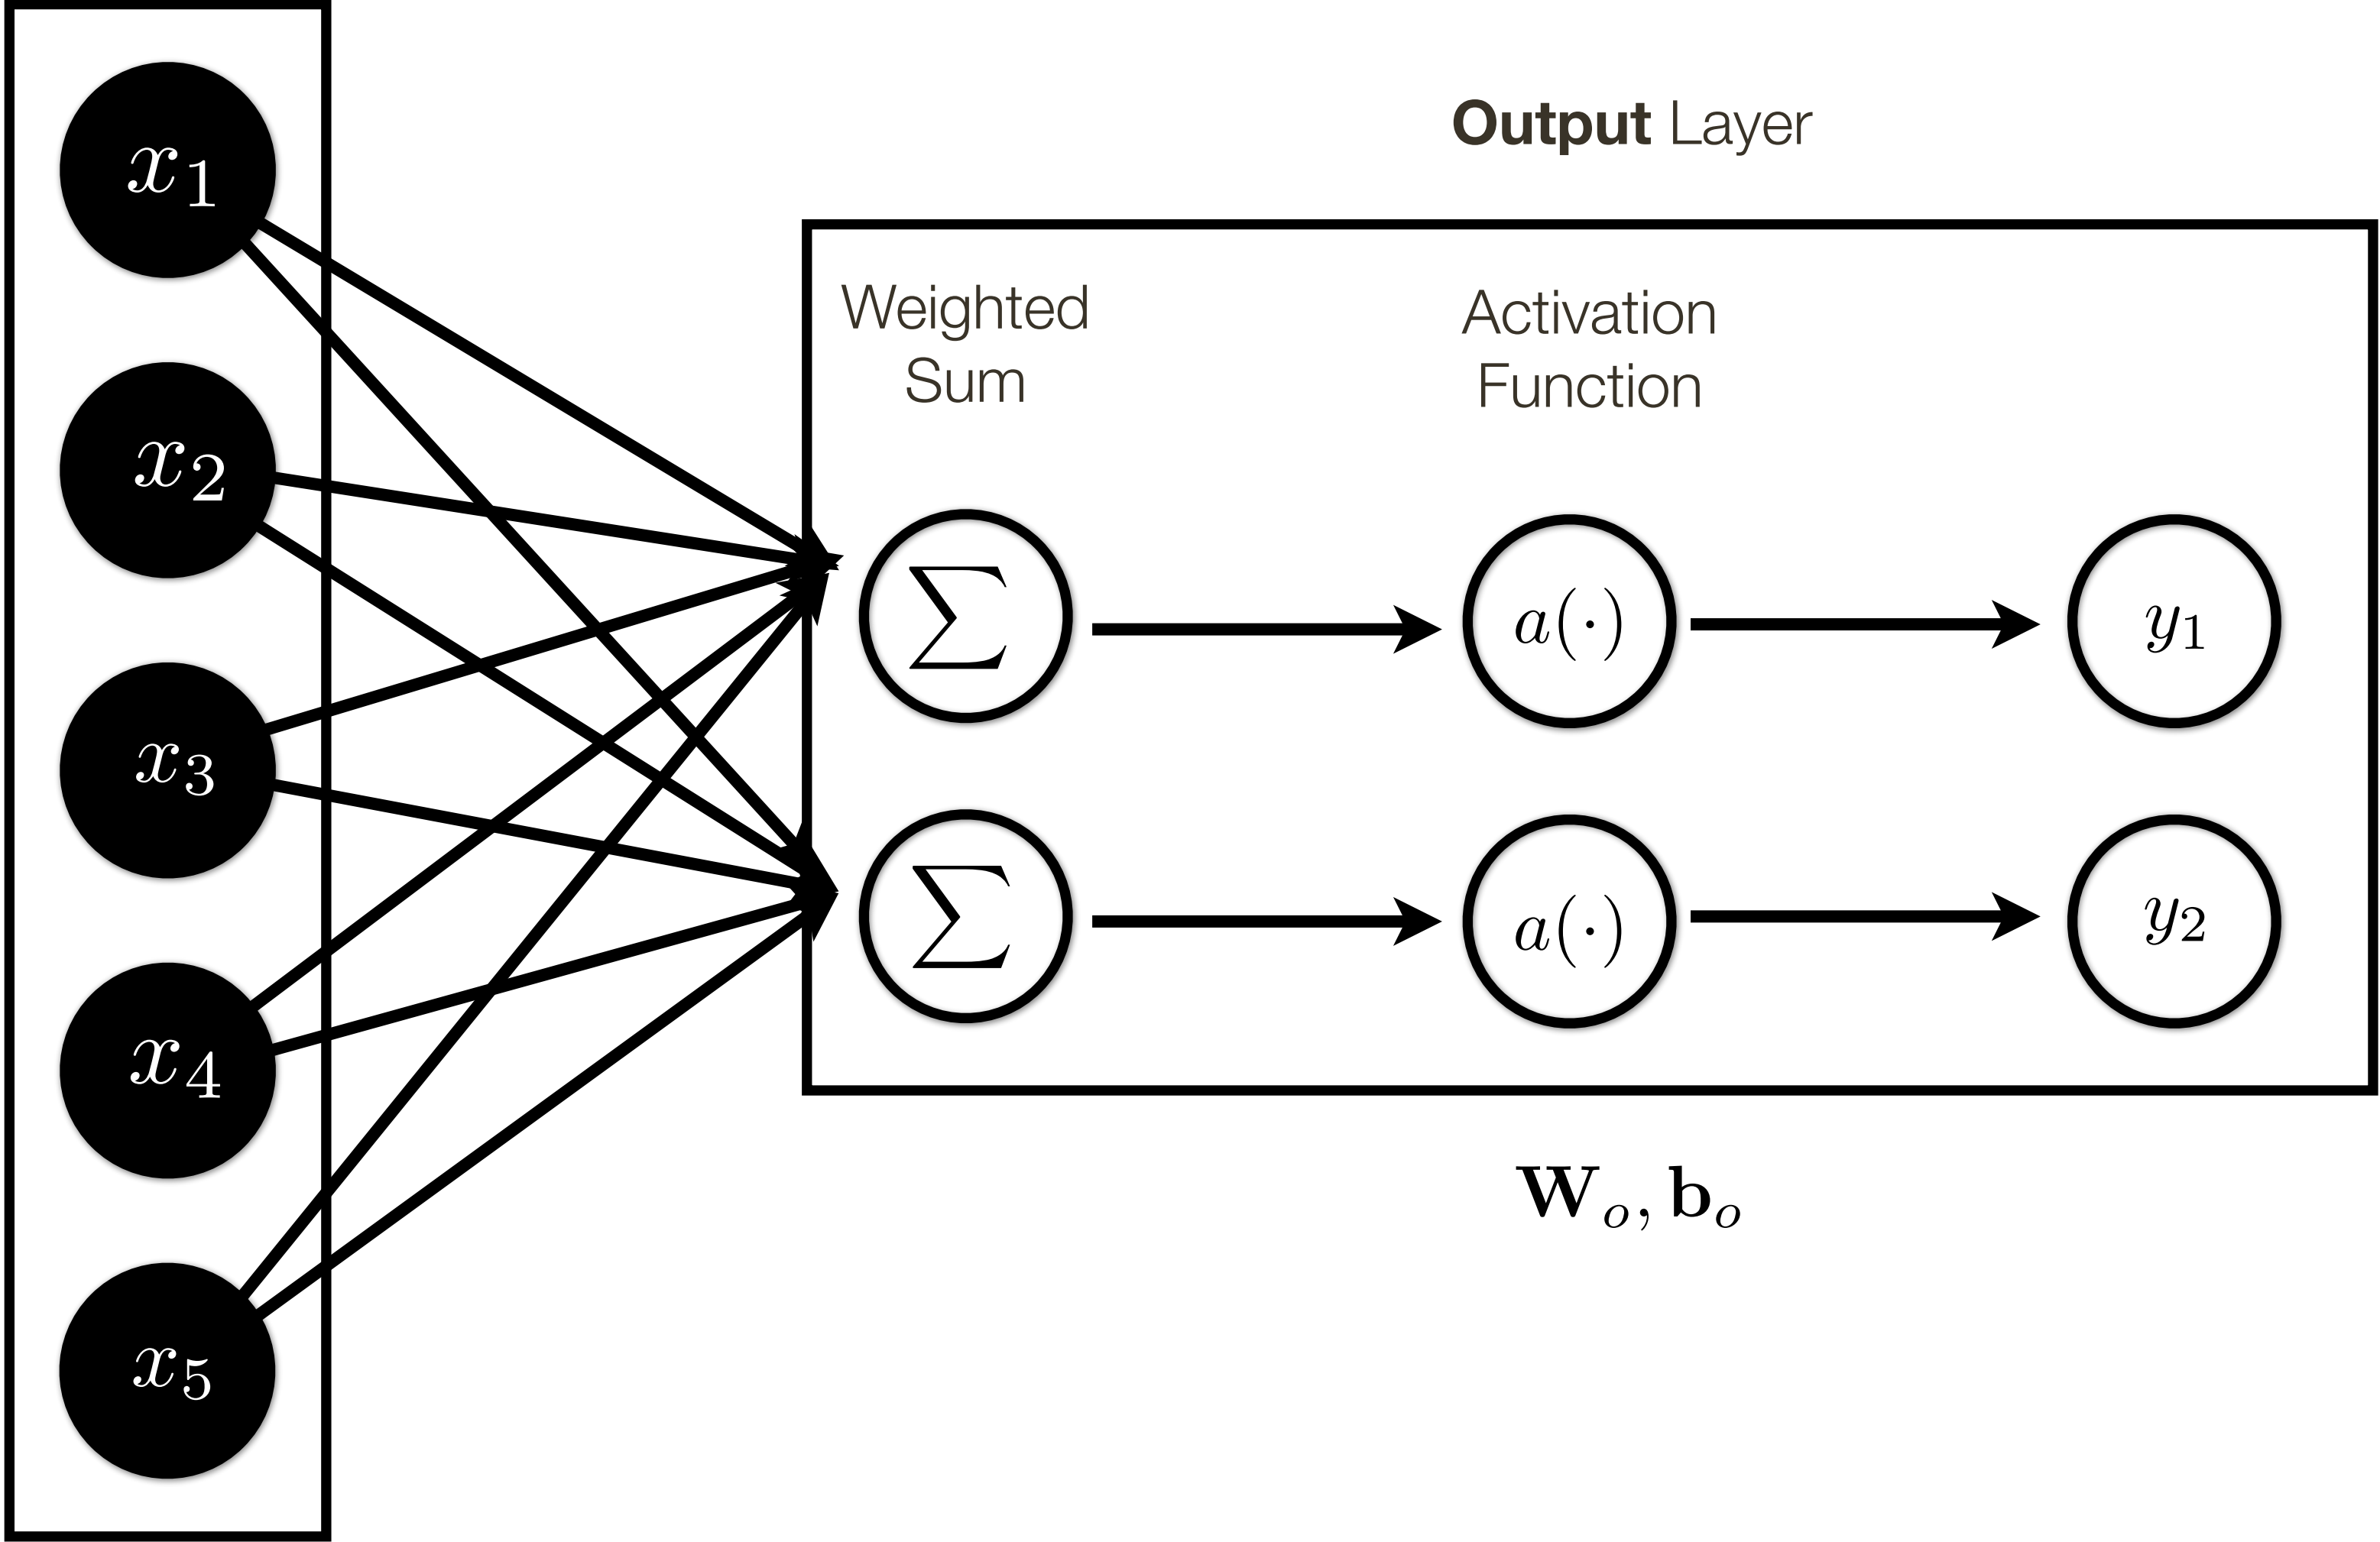 x₁
x₂
x₃
x₄
x₅
Output Layer
Weighted
Sum
Activation
Function
∑ a(·) y₁
∑ a(·) y₂
Wₒ, bₒ